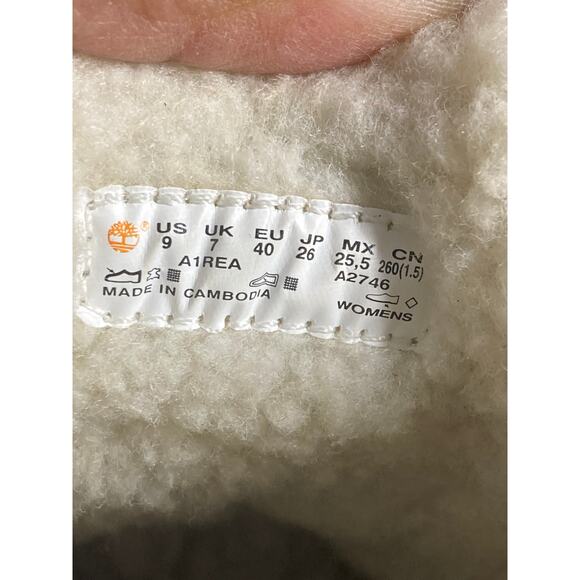 ® US UK EU JP MX CN
9 7 40 26 25,5 260(1.5)
A1REA A2746
MADE IN CAMBODIA WOMENS